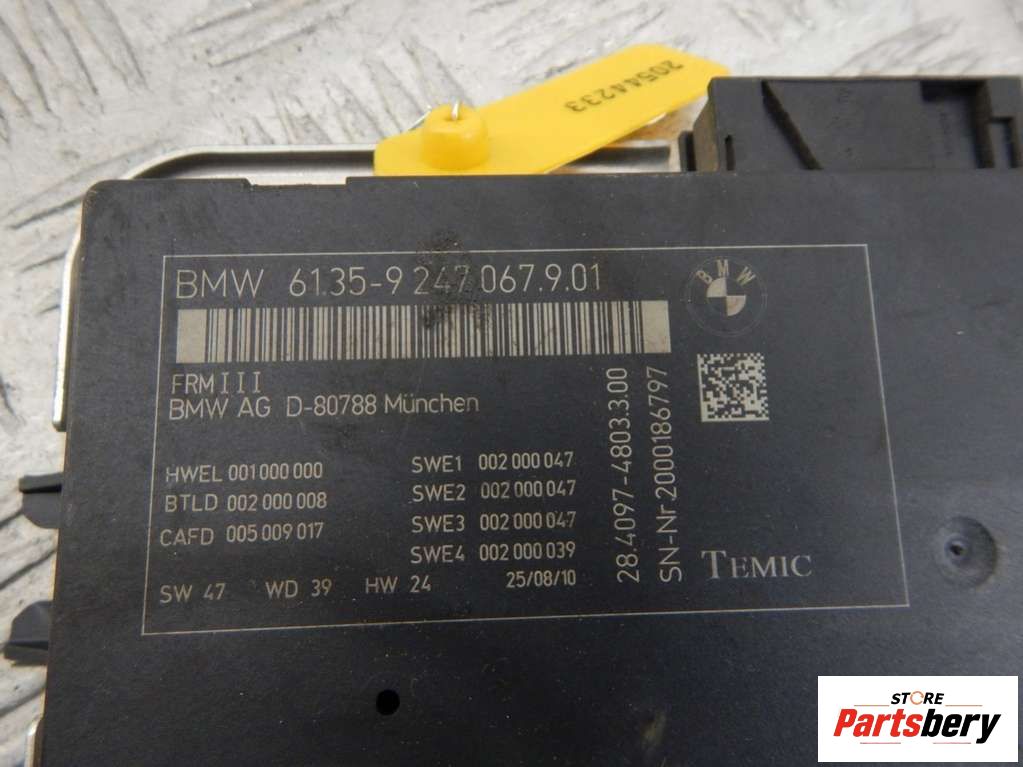 20544233
BMW 61.35-9 247 067.9.01
BMW
FRMIII
BMW AG D-80788 München
HWEL 001 000 000
BTLD 002 000 008
CAFD 005 009 017
SWE1 002 000 047
SWE2 002 000 047
SWE3 002 000 047
SWE4 002 000 039
SW 47 WD 39 HW 24 25/08/10
28.4097-4803.3.00
SN-Nr.2000186797
TEMIC
STORE
Partsbery